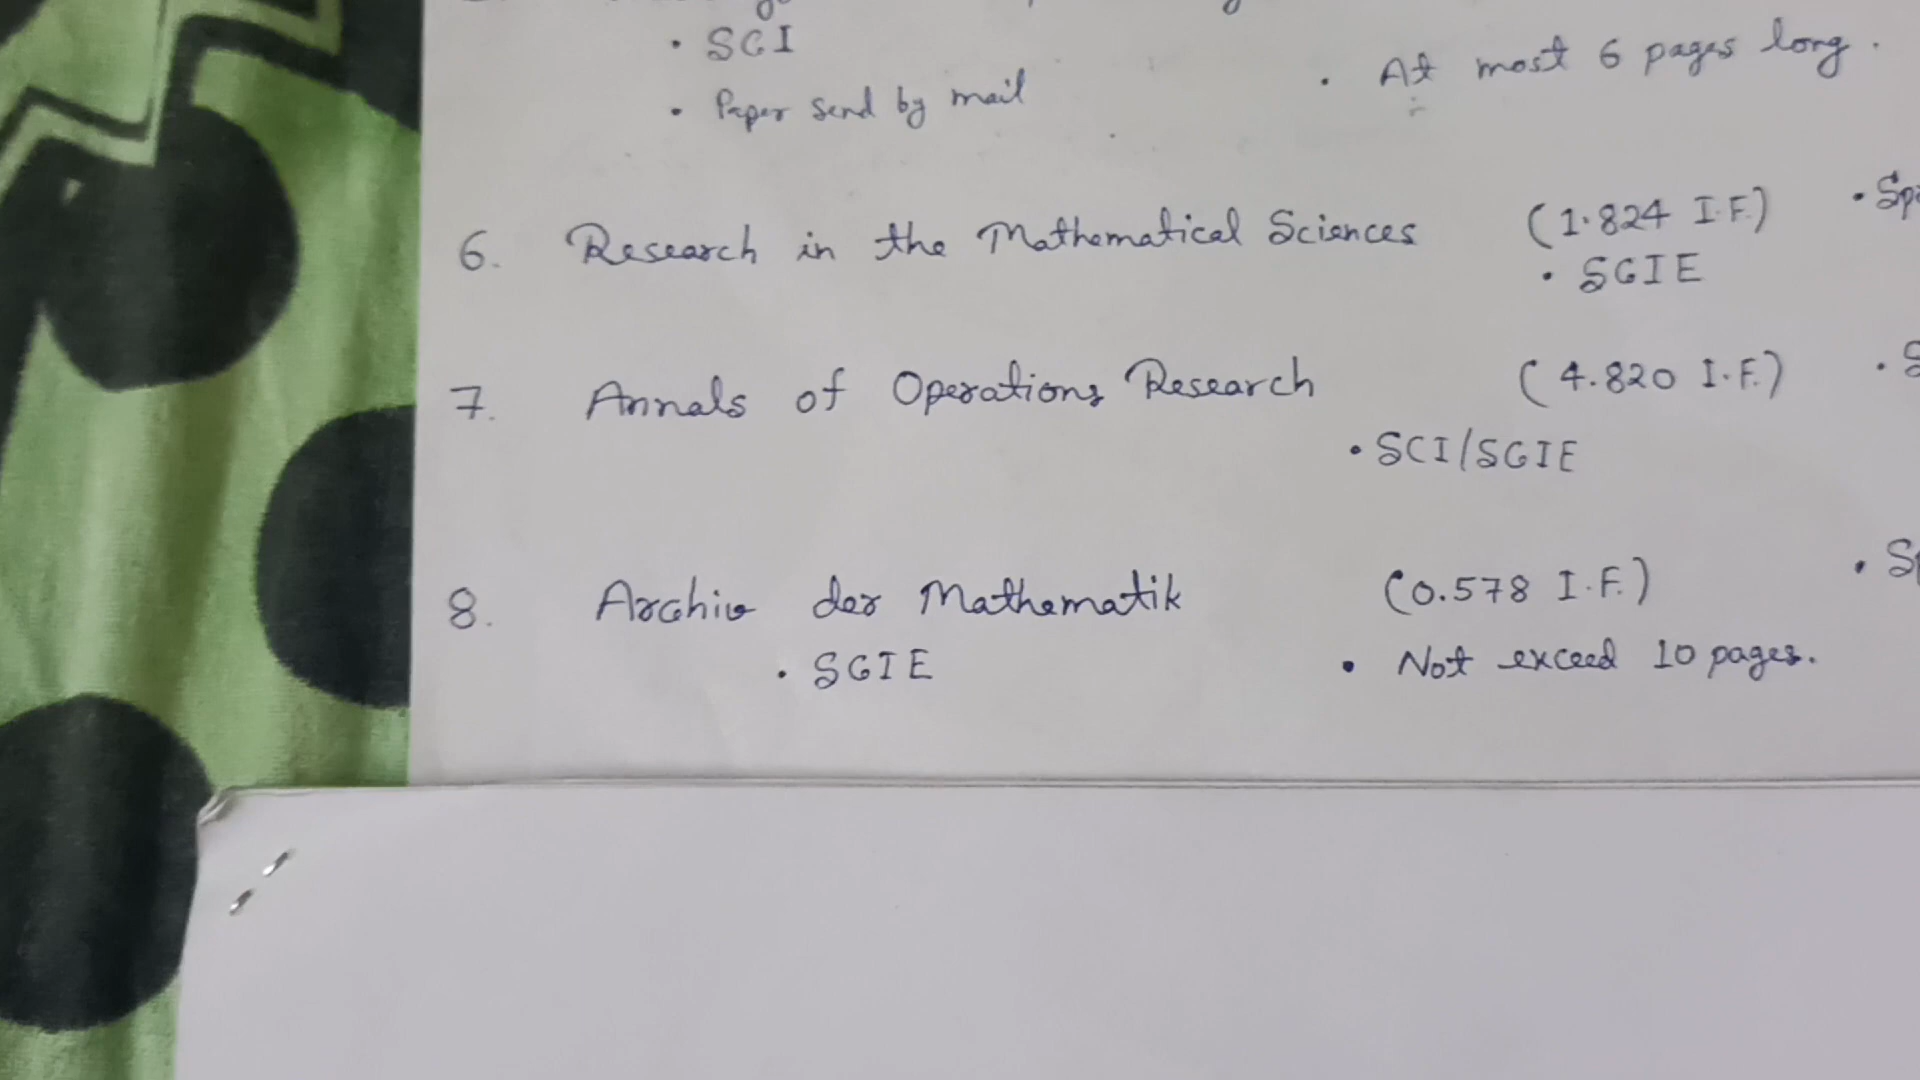 • SCI
• Paper send by mail
• At most 6 pages long.
6. Research in the Mathematical Sciences (1.824 I.F.)
• SCIE
7. Annals of Operations Research (4.820 I.F.)
• SCI/SCIE
8. Archiv der Mathematik (0.578 I.F.)
• SCIE
• Not exceed 10 pages.